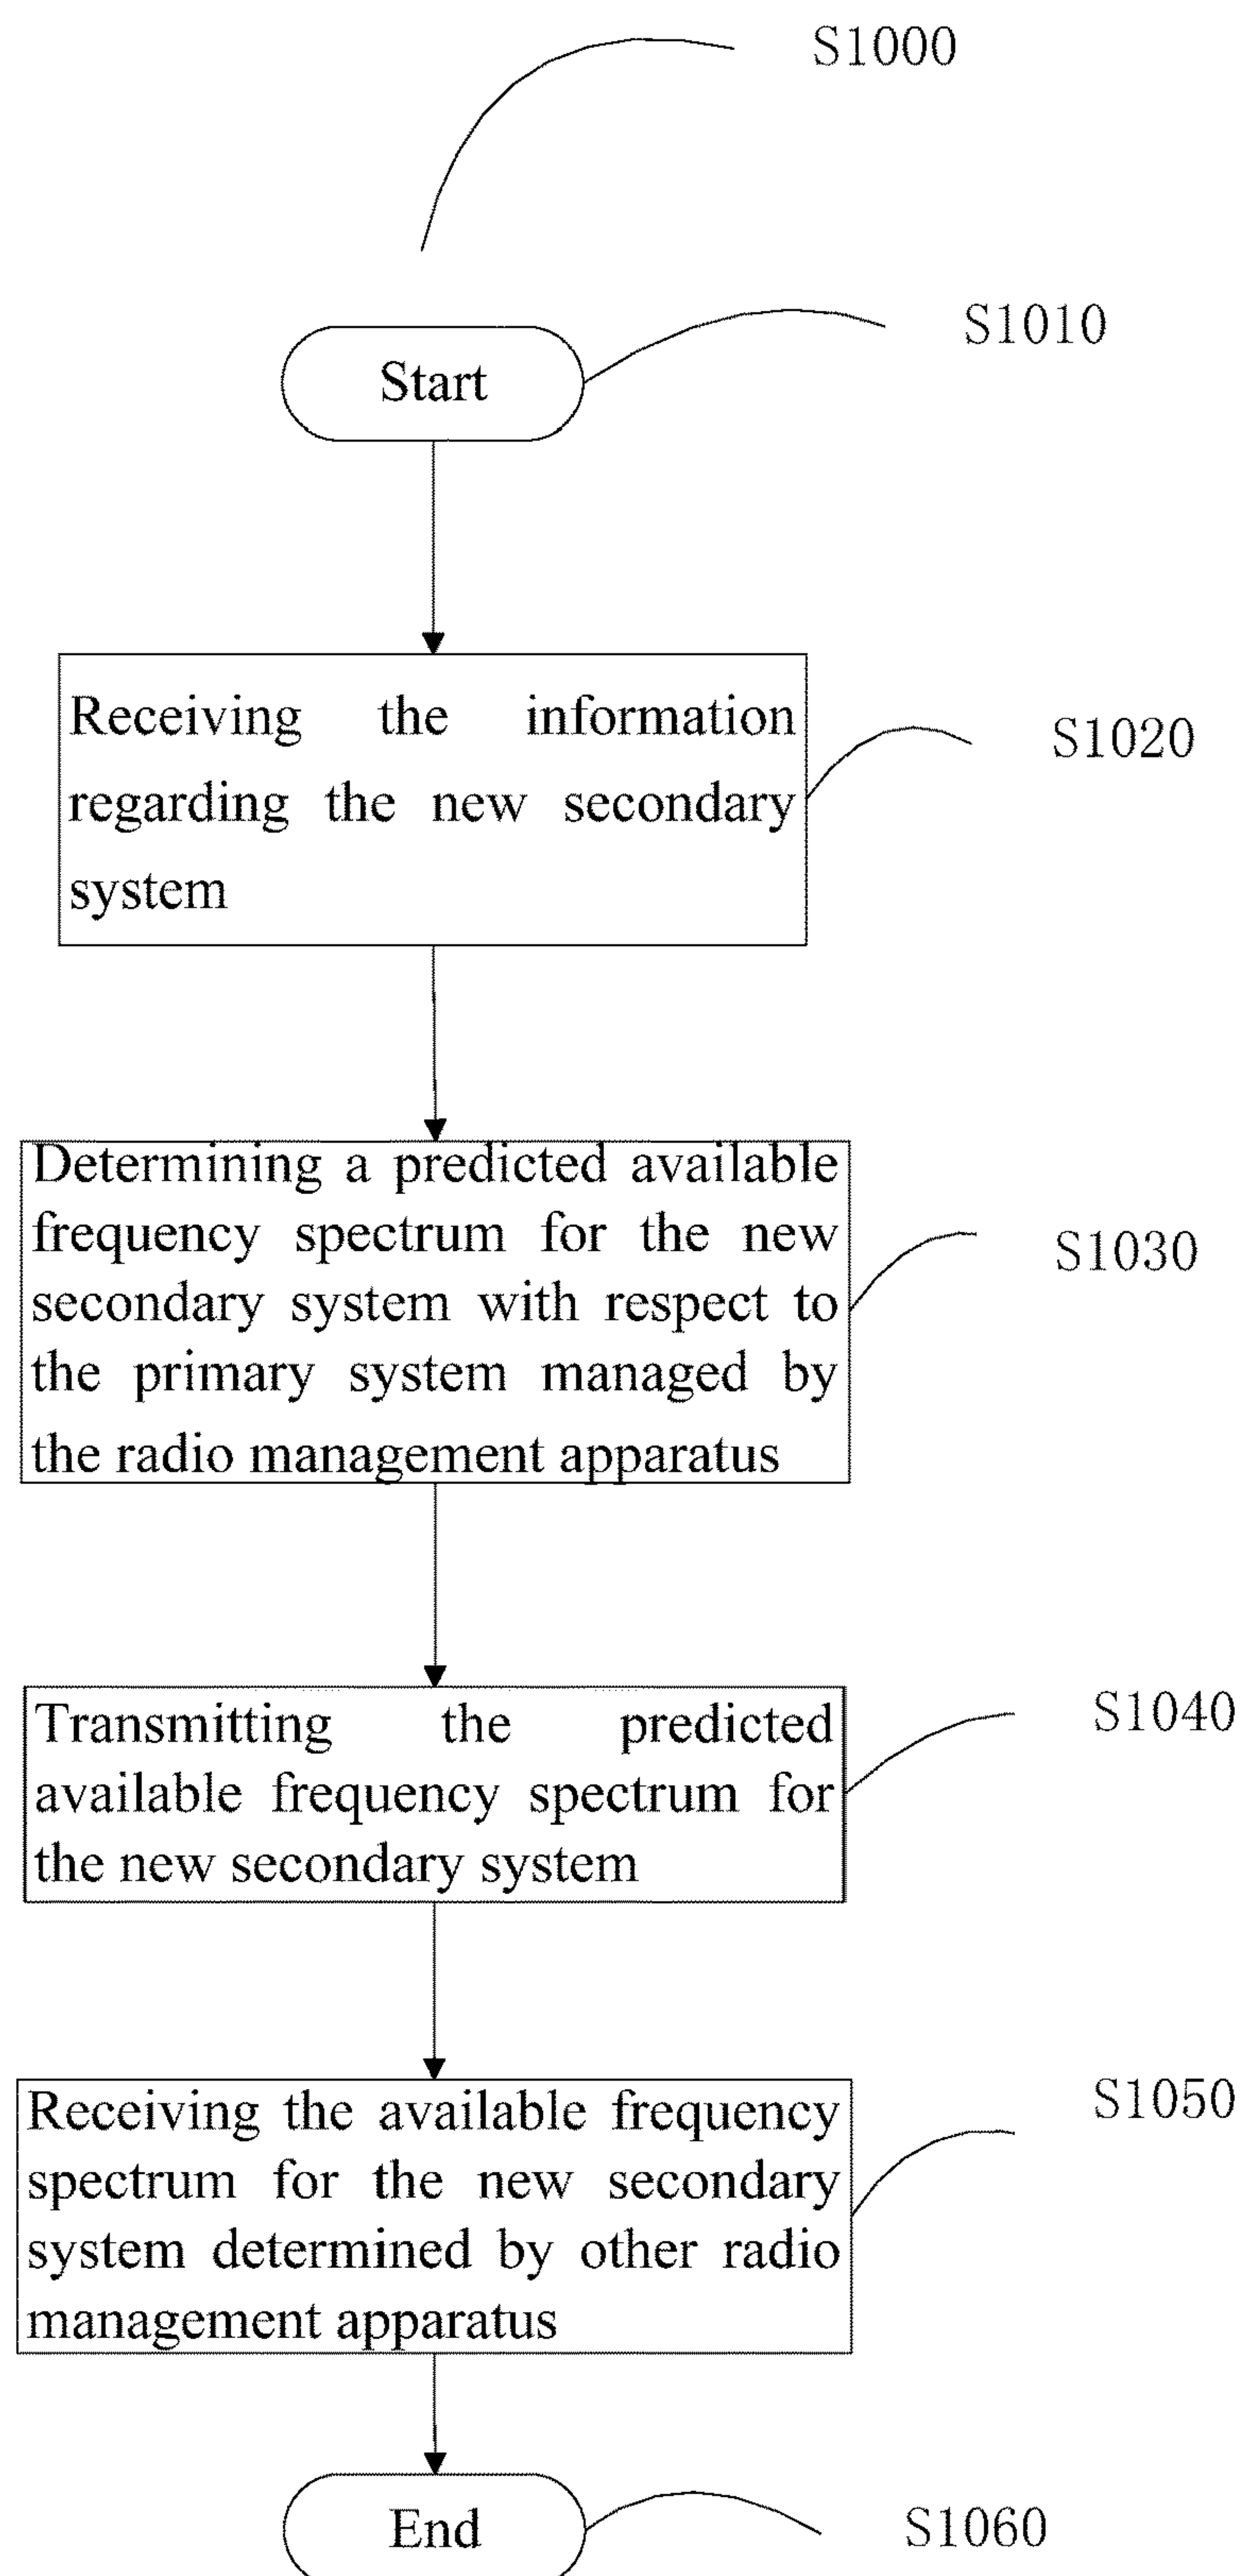 S1000
S1010
Start
Receiving the information
regarding the new secondary
system
S1020
Determining a predicted available
frequency spectrum for the new
secondary system with respect to
the primary system managed by
the radio management apparatus
S1030
Transmitting the predicted
available frequency spectrum for
the new secondary system
S1040
Receiving the available frequency
spectrum for the new secondary
system determined by other radio
management apparatus
S1050
End
S1060